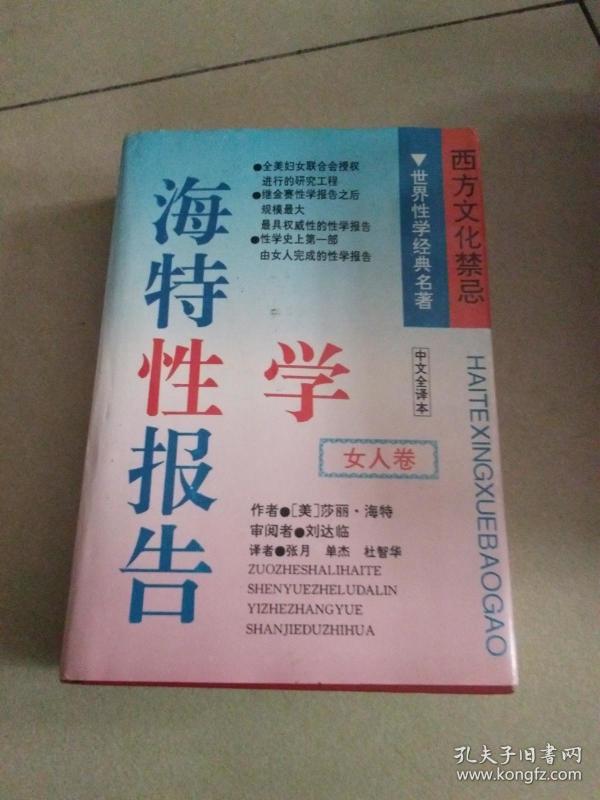 西方文化禁忌
▼世界性学经典名著
●全美妇女联合会授权
进行的研究工程
●继金赛性学报告之后
规模最大
最具权威性的性学报告
●性学史上第一部
由女人完成的性学报告
海特性学报告
中文全译本
女人卷
HAITEXINGXUEBAOGAO
作者●[美]莎丽·海特
审阅者●刘达临
译者●张月 单杰 杜智华
ZUOZHESHALIHAITE
SHENYUEZHELUDALIN
YIZHEZHANGYUE
SHANJIEDUZHIHUA
孔夫子旧书网
www.kongfz.com